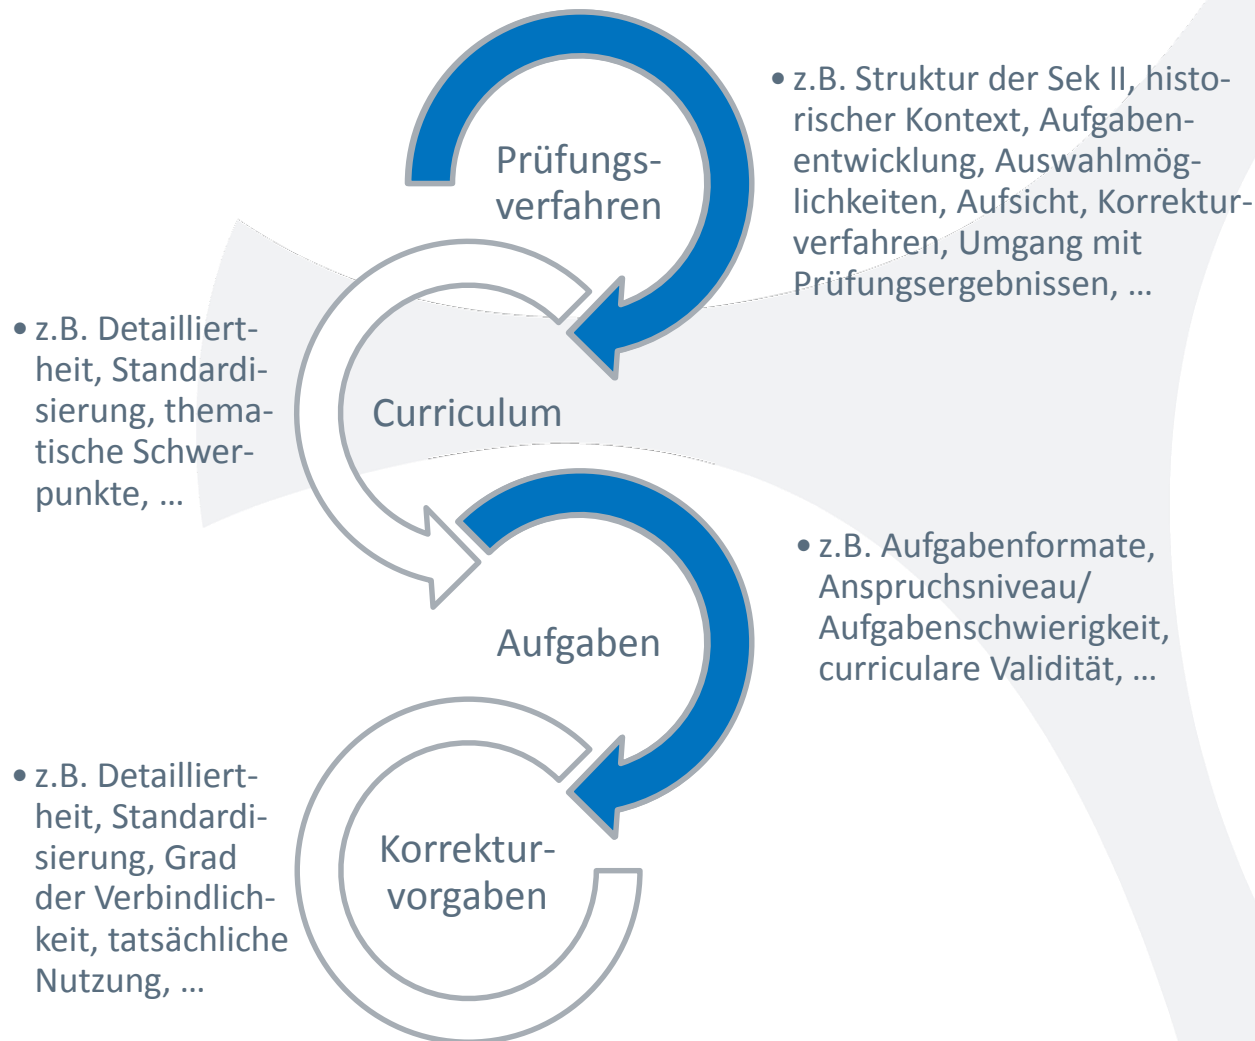 Prüfungs-
verfahren
• z.B. Struktur der Sek II, histo-
rischer Kontext, Aufgaben-
entwicklung, Auswahlmög-
lichkeiten, Aufsicht, Korrektur-
verfahren, Umgang mit
Prüfungsergebnissen, ...
• z.B. Detailliert-
heit, Standardi-
sierung, thema-
tische Schwer-
punkte, ...
Curriculum
Aufgaben
• z.B. Aufgabenformate,
Anspruchsniveau/
Aufgabenschwierigkeit,
curriculare Validität, ...
• z.B. Detailliert-
heit, Standardi-
sierung, Grad
der Verbindlich-
keit, tatsächliche
Nutzung, ...
Korrektur-
vorgaben